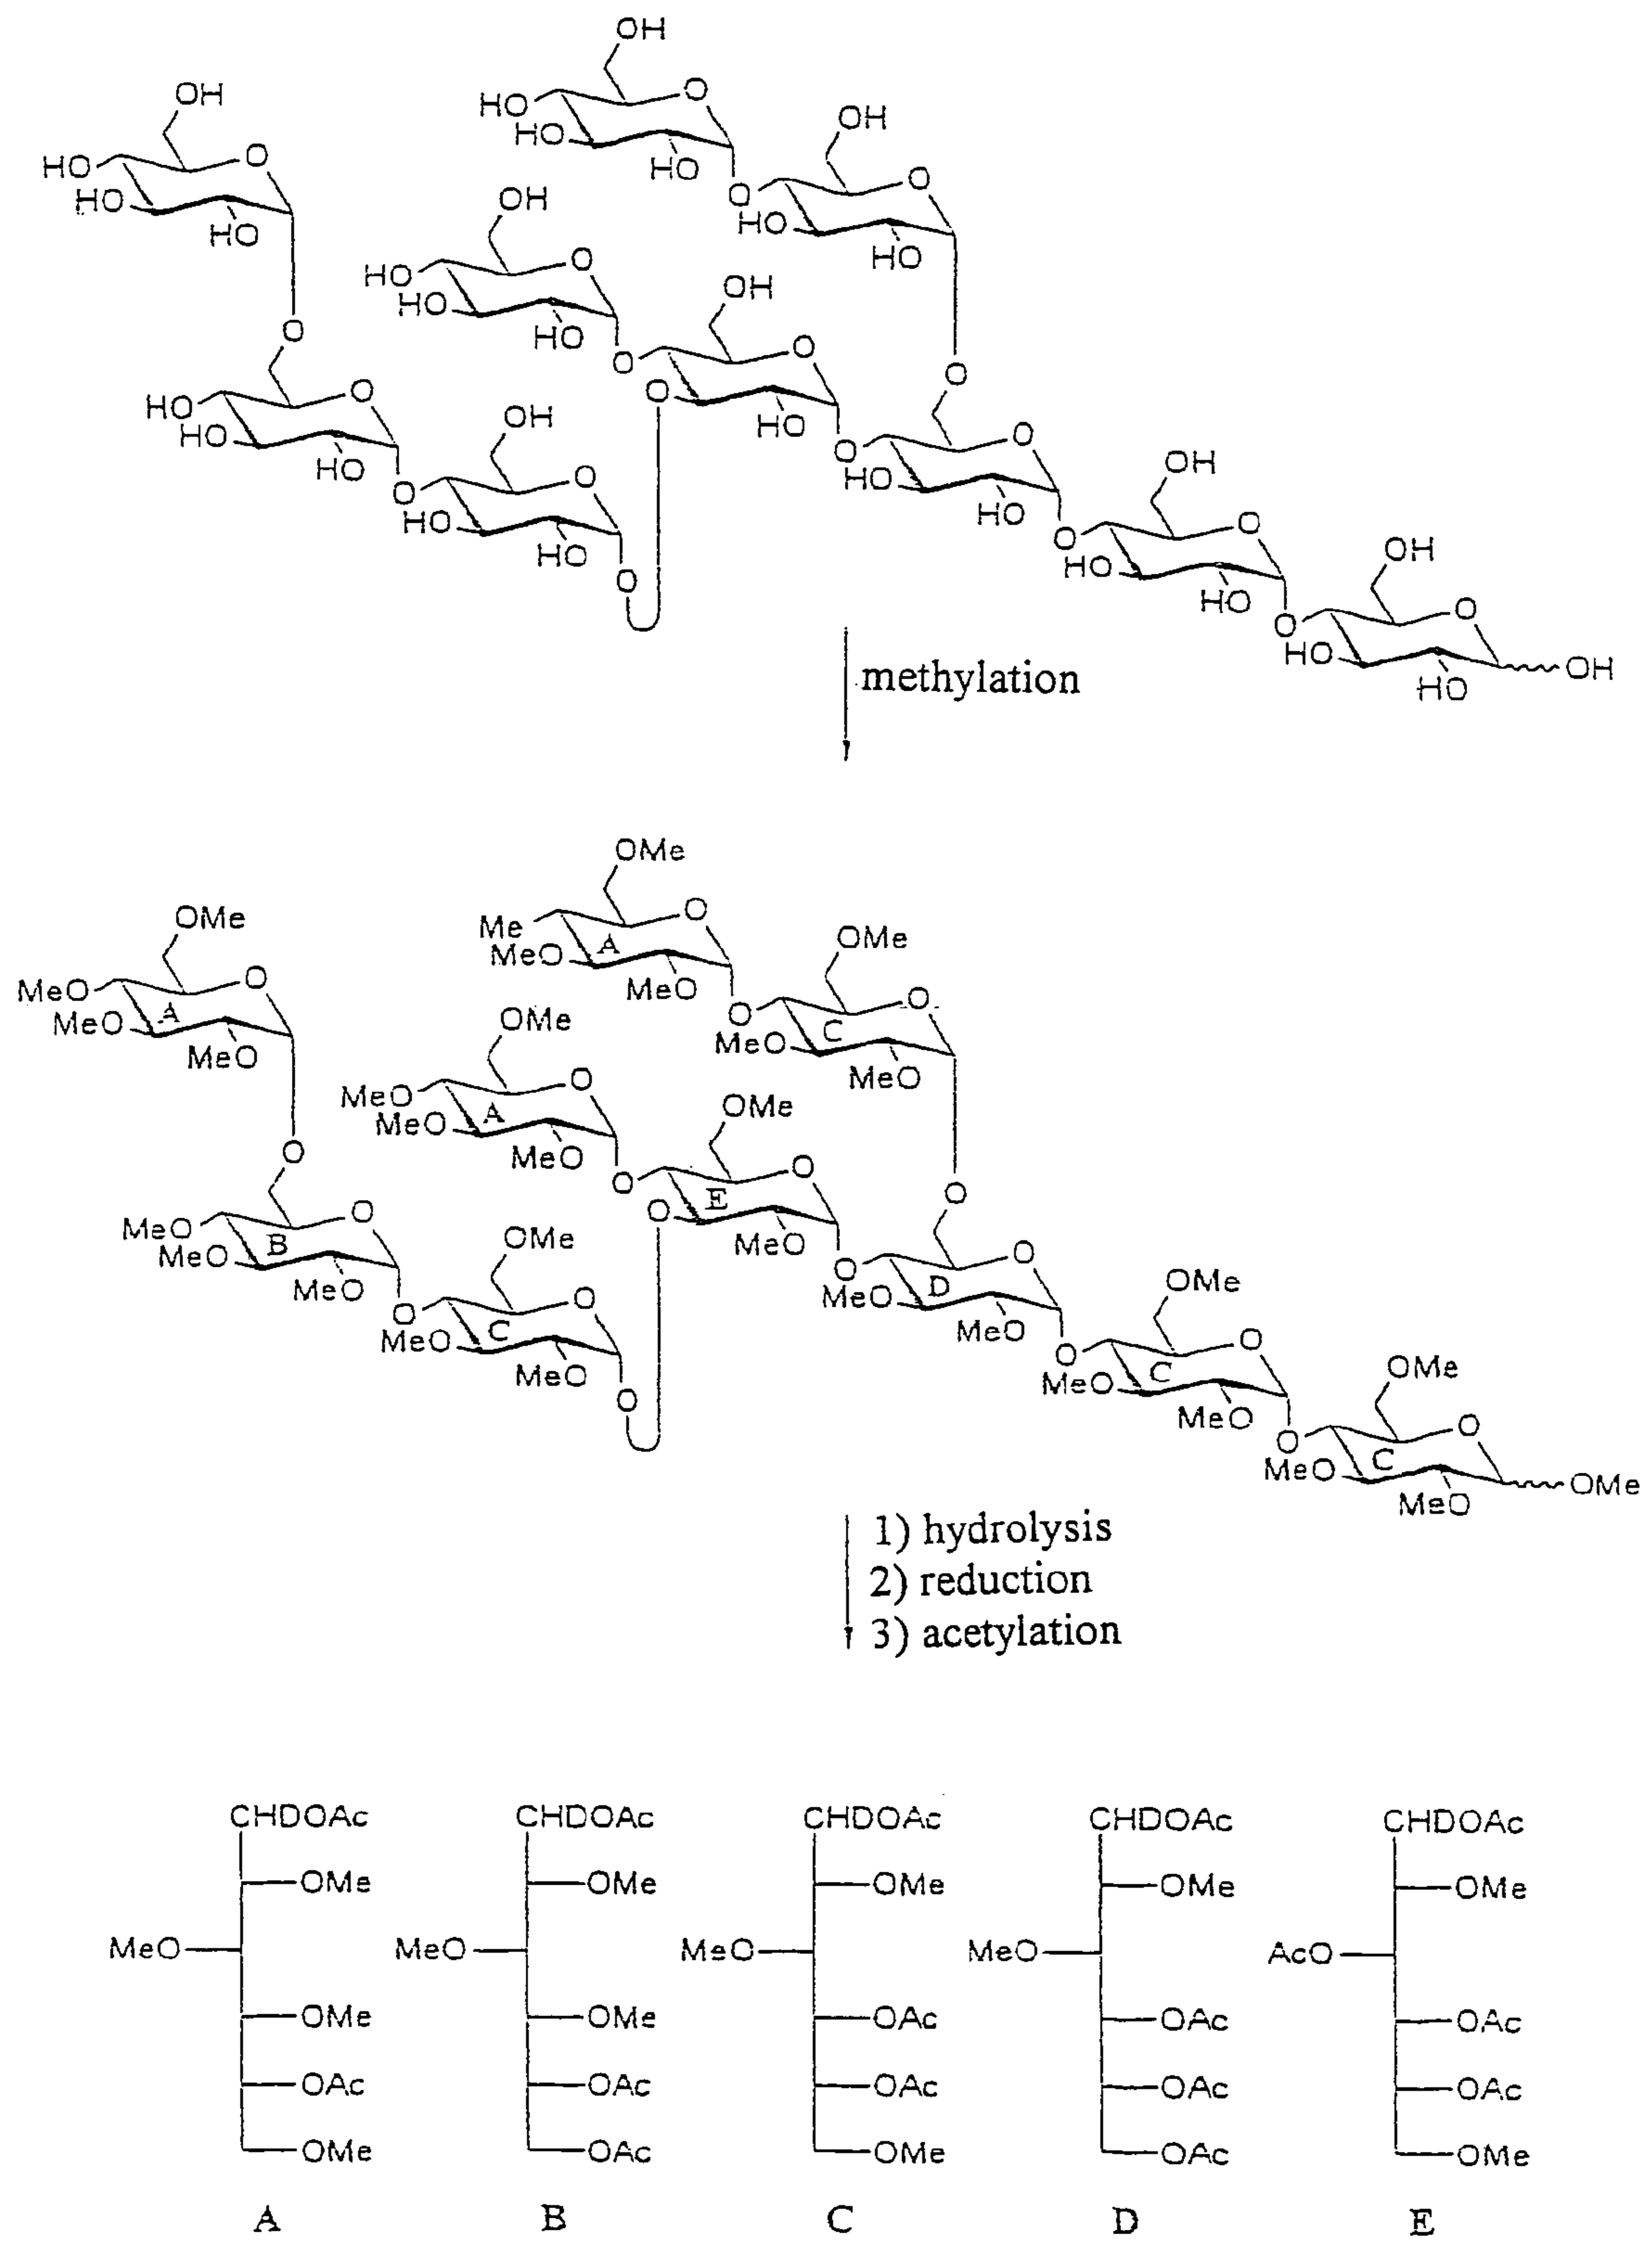 OH
OH
O
HO OH
HO
O
HO HO
O
HO OH O
HO
HO
O HO
HO
OH
HO
O
HO
O
O
O
O O
HO
OH
HO
O
HO
O
OH
HO
O HO
O
HO
HO O
O
OH
HO
HO
O
HO
O
O
HO
OH
HO
methylation
OMe
O
OMe Me
OMe
MeO A
O
MeO MeO
O
MeO A O
OMe
C
MeO
MeO
MeO O
OMe
MeO
A
MeO
O
MeO
O
O
O
E
O O
MeO
OMe B
MeO
MeO
O
O
OMe
D
MeO
MeO O
O
C
MeO
MeO
O
O
OMe
C
MeO
MeO
O
MeO
O
O
C
MeO
OMe
MeO
1) hydrolysis
2) reduction
3) acetylation
CHDOAc CHDOAc CHDOAc CHDOAc CHDOAc
OMe OMe OMe OMe OMe
MeO MeO MeO MeO AcO
OMe OMe OAc OAc OAc
OAc OAc OAc OAc OAc
OMe OAc OMe OAc OMe
A B C D E